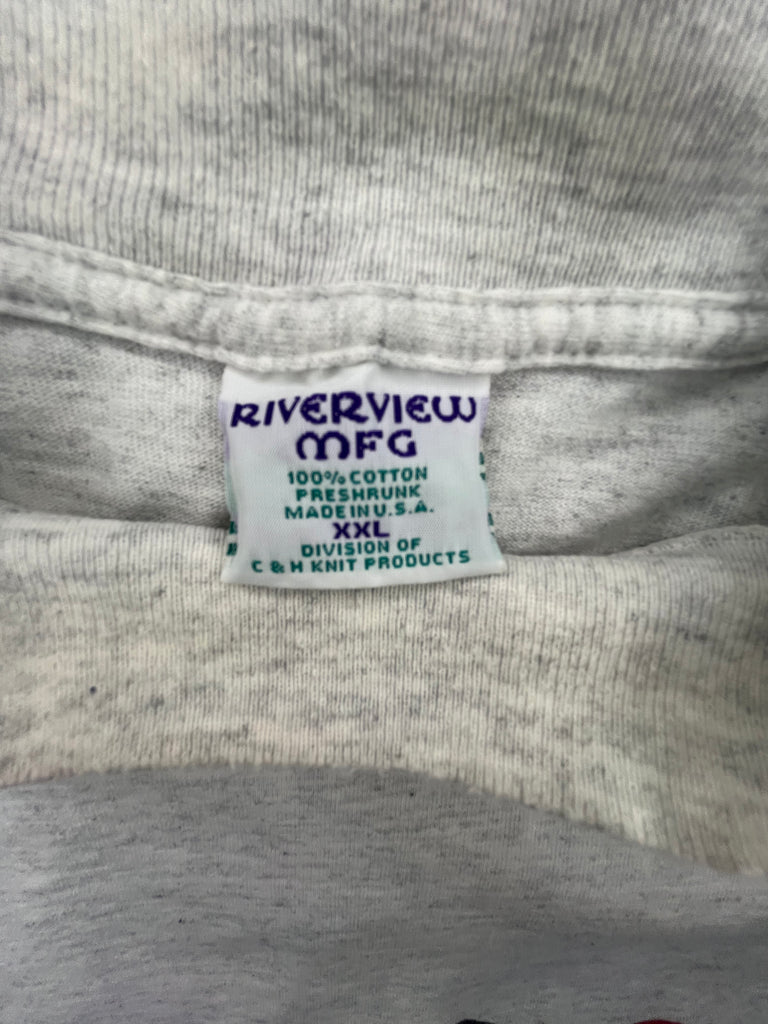 RIVERVIEW
MFG
100% COTTON
PRESHRUNK
MADE IN U.S.A.
XXL
DIVISION OF
C & H KNIT PRODUCTS